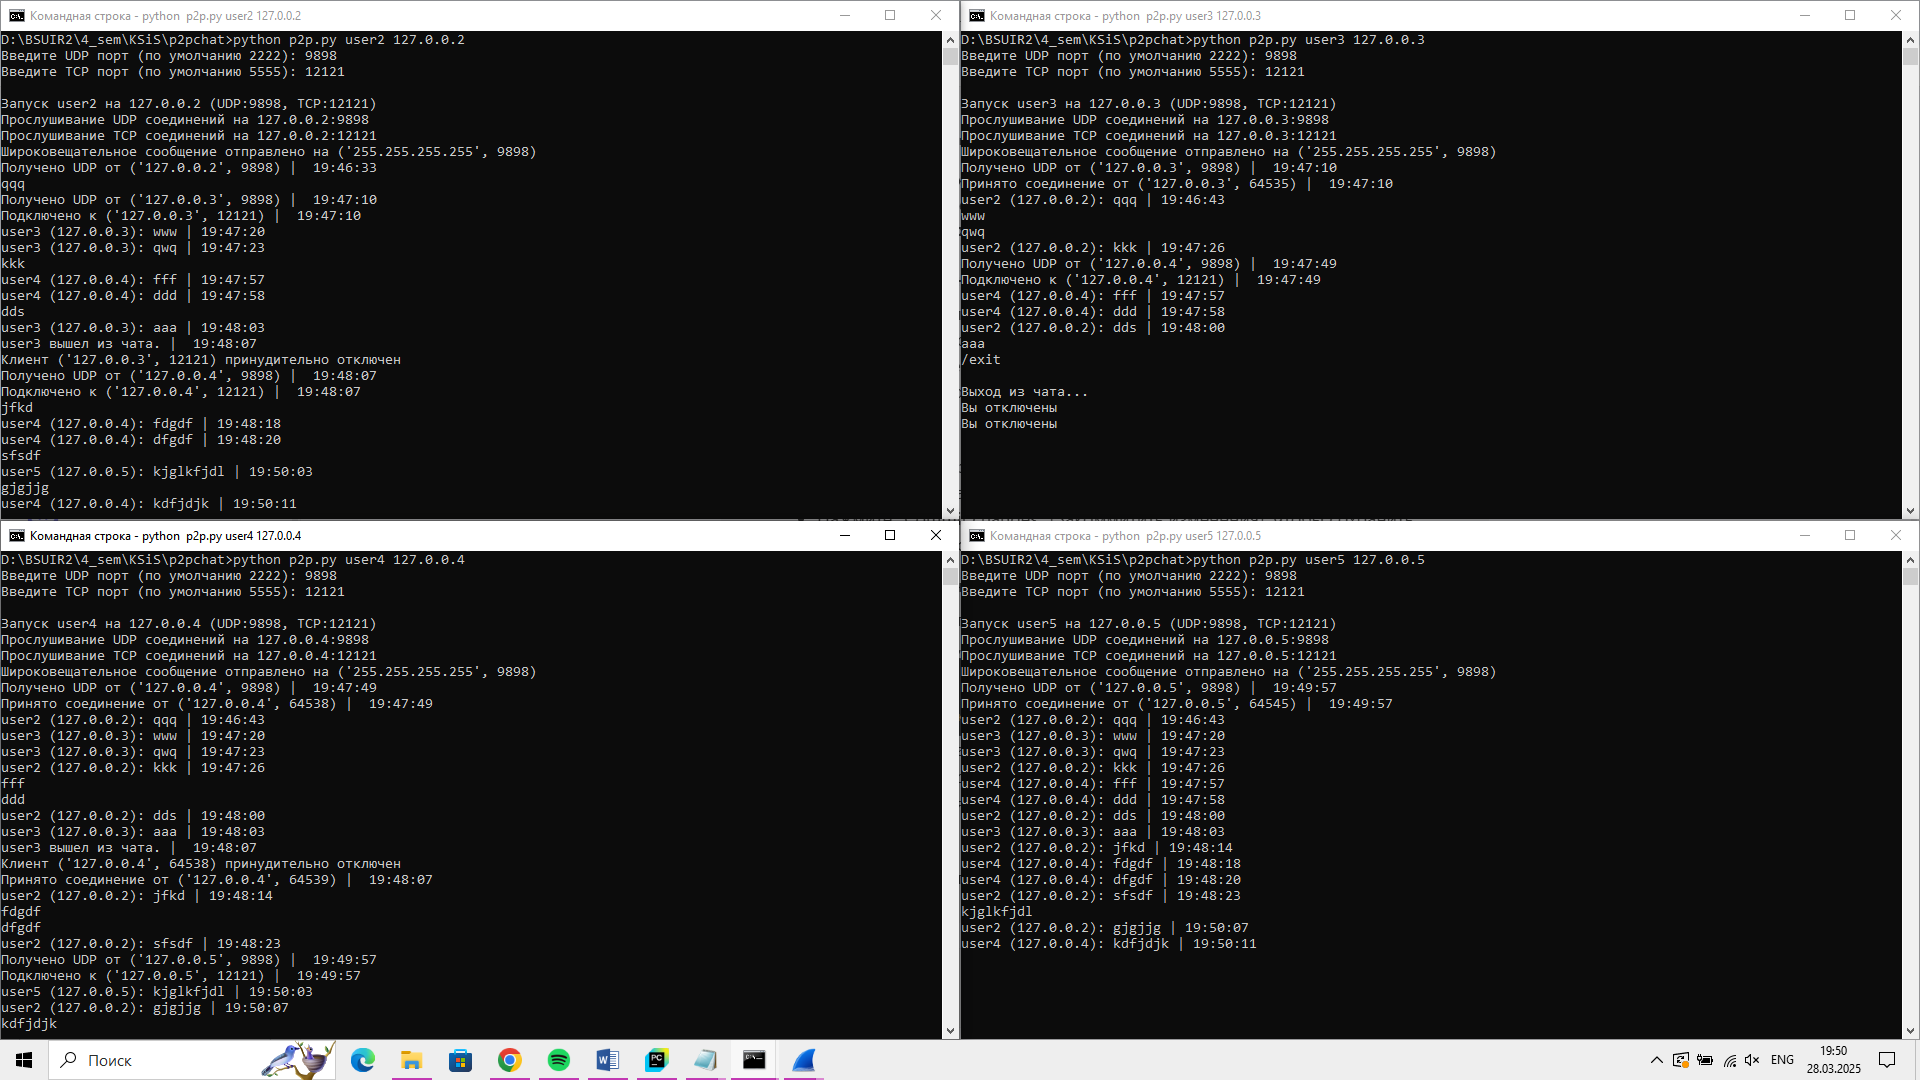 Командная строка - python p2p.py user2 127.0.0.2
D:\BSUIR2\4_sem\KSiS\p2pchat>python p2p.py user2 127.0.0.2
Введите UDP порт (по умолчанию 2222): 9898
Введите TCP порт (по умолчанию 5555): 12121
Запуск user2 на 127.0.0.2 (UDP:9898, TCP:12121)
Прослушивание UDP соединений на 127.0.0.2:9898
Прослушивание TCP соединений на 127.0.0.2:12121
Широковещательное сообщение отправлено на ('255.255.255.255', 9898)
Получено UDP от ('127.0.0.2', 9898) |  19:46:33
qqq
Получено UDP от ('127.0.0.3', 9898) |  19:47:10
Подключено к ('127.0.0.3', 12121) |  19:47:10
user3 (127.0.0.3): www | 19:47:20
user3 (127.0.0.3): qwq | 19:47:23
kkk
user4 (127.0.0.4): fff | 19:47:57
user4 (127.0.0.4): ddd | 19:47:58
dds
user3 (127.0.0.3): aaa | 19:48:03
user3 вышел из чата. |  19:48:07
Клиент ('127.0.0.3', 12121) принудительно отключен
Получено UDP от ('127.0.0.4', 9898) |  19:48:07
Подключено к ('127.0.0.4', 12121) |  19:48:07
jfkd
user4 (127.0.0.4): fdgdf | 19:48:18
user4 (127.0.0.4): dfgdf | 19:48:20
sfsdf
user5 (127.0.0.5): kjglkfjdl | 19:50:03
gjgjjg
user4 (127.0.0.4): kdfjdjk | 19:50:11
Командная строка - python p2p.py user3 127.0.0.3
D:\BSUIR2\4_sem\KSiS\p2pchat>python p2p.py user3 127.0.0.3
Введите UDP порт (по умолчанию 2222): 9898
Введите TCP порт (по умолчанию 5555): 12121
Запуск user3 на 127.0.0.3 (UDP:9898, TCP:12121)
Прослушивание UDP соединений на 127.0.0.3:9898
Прослушивание TCP соединений на 127.0.0.3:12121
Широковещательное сообщение отправлено на ('255.255.255.255', 9898)
Получено UDP от ('127.0.0.3', 9898) |  19:47:10
Принято соединение от ('127.0.0.3', 64535) |  19:47:10
user2 (127.0.0.2): qqq | 19:46:43
www
qwq
user2 (127.0.0.2): kkk | 19:47:26
Получено UDP от ('127.0.0.4', 9898) |  19:47:49
Подключено к ('127.0.0.4', 12121) |  19:47:49
user4 (127.0.0.4): fff | 19:47:57
user4 (127.0.0.4): ddd | 19:47:58
user2 (127.0.0.2): dds | 19:48:00
aaa
/exit
Выход из чата...
Вы отключены
Вы отключены
Командная строка - python p2p.py user4 127.0.0.4
D:\BSUIR2\4_sem\KSiS\p2pchat>python p2p.py user4 127.0.0.4
Введите UDP порт (по умолчанию 2222): 9898
Введите TCP порт (по умолчанию 5555): 12121
Запуск user4 на 127.0.0.4 (UDP:9898, TCP:12121)
Прослушивание UDP соединений на 127.0.0.4:9898
Прослушивание TCP соединений на 127.0.0.4:12121
Широковещательное сообщение отправлено на ('255.255.255.255', 9898)
Получено UDP от ('127.0.0.4', 9898) |  19:47:49
Принято соединение от ('127.0.0.4', 64538) |  19:47:49
user2 (127.0.0.2): qqq | 19:46:43
user3 (127.0.0.3): www | 19:47:20
user3 (127.0.0.3): qwq | 19:47:23
user2 (127.0.0.2): kkk | 19:47:26
fff
ddd
user2 (127.0.0.2): dds | 19:48:00
user3 (127.0.0.3): aaa | 19:48:03
user3 вышел из чата. |  19:48:07
Клиент ('127.0.0.4', 64538) принудительно отключен
Принято соединение от ('127.0.0.4', 64539) |  19:48:07
user2 (127.0.0.2): jfkd | 19:48:14
fdgdf
dfgdf
user2 (127.0.0.2): sfsdf | 19:48:23
Получено UDP от ('127.0.0.5', 9898) |  19:49:57
Подключено к ('127.0.0.5', 12121) |  19:49:57
user5 (127.0.0.5): kjglkfjdl | 19:50:03
user2 (127.0.0.2): gjgjjg | 19:50:07
kdfjdjk
Командная строка - python p2p.py user5 127.0.0.5
D:\BSUIR2\4_sem\KSiS\p2pchat>python p2p.py user5 127.0.0.5
Введите UDP порт (по умолчанию 2222): 9898
Введите TCP порт (по умолчанию 5555): 12121
Запуск user5 на 127.0.0.5 (UDP:9898, TCP:12121)
Прослушивание UDP соединений на 127.0.0.5:9898
Прослушивание TCP соединений на 127.0.0.5:12121
Широковещательное сообщение отправлено на ('255.255.255.255', 9898)
Получено UDP от ('127.0.0.5', 9898) |  19:49:57
Принято соединение от ('127.0.0.5', 64545) |  19:49:57
user2 (127.0.0.2): qqq | 19:46:43
user3 (127.0.0.3): www | 19:47:20
user3 (127.0.0.3): qwq | 19:47:23
user2 (127.0.0.2): kkk | 19:47:26
user4 (127.0.0.4): fff | 19:47:57
user4 (127.0.0.4): ddd | 19:47:58
user2 (127.0.0.2): dds | 19:48:00
user3 (127.0.0.3): aaa | 19:48:03
user2 (127.0.0.2): jfkd | 19:48:14
user4 (127.0.0.4): fdgdf | 19:48:18
user4 (127.0.0.4): dfgdf | 19:48:20
user2 (127.0.0.2): sfsdf | 19:48:23
kjglkfjdl
user2 (127.0.0.2): gjgjjg | 19:50:07
user4 (127.0.0.4): kdfjdjk | 19:50:11
Поиск
ENG
19:50
28.03.2025